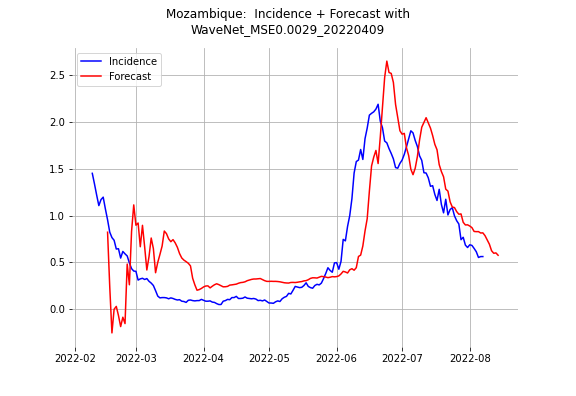 Mozambique:  Incidence + Forecast with
WaveNet_MSE0.0029_20220409
Incidence
Forecast
2.5
2.0
1.5
1.0
0.5
0.0
2022-02 2022-03 2022-04 2022-05 2022-06 2022-07 2022-08